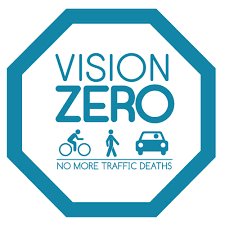 VISION
ZERO
NO MORE TRAFFIC DEATHS